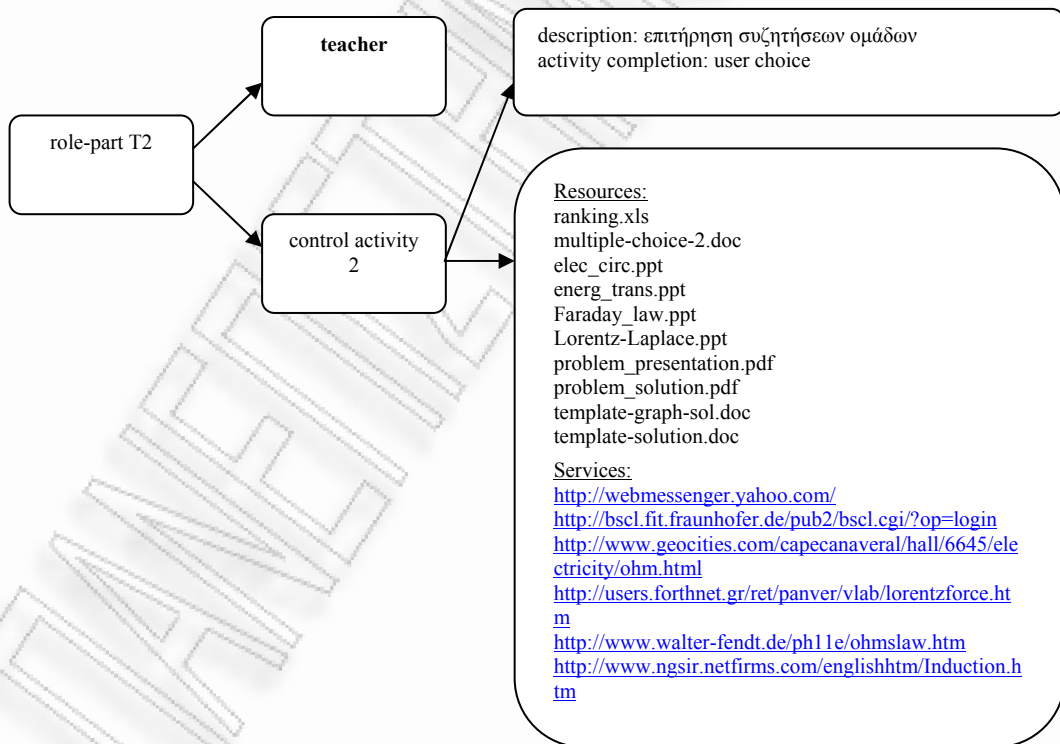 teacher
description: επιτήρηση συζητήσεων ομάδων
activity completion: user choice
role-part T2
control activity
2
Resources:
ranking.xls
multiple-choice-2.doc
elec_circ.ppt
energ_trans.ppt
Faraday_law.ppt
Lorentz-Laplace.ppt
problem_presentation.pdf
problem_solution.pdf
template-graph-sol.doc
template-solution.doc
Services:
http://webmessenger.yahoo.com/
http://bscl.fit.fraunhofer.de/pub2/bscl.cgi/?op=login
http://www.geocities.com/capecanaveral/hall/6645/ele
ctricity/ohm.html
http://users.forthnet.gr/ret/panver/vlab/lorentzforce.ht
m
http://www.walter-fendt.de/ph11e/ohmslaw.htm
http://www.ngsir.netfirms.com/englishhtm/Induction.h
tm